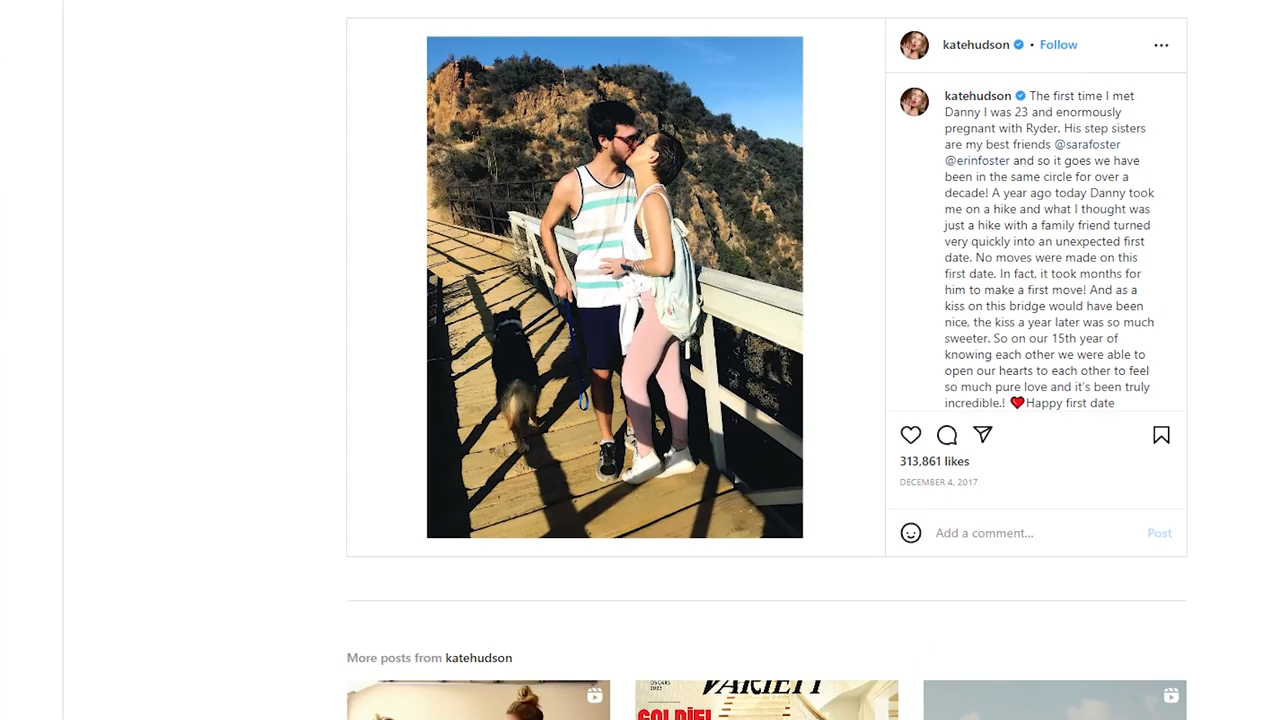 katehudson • Follow
katehudson The first time I met
Danny I was 23 and enormously
pregnant with Ryder. His step sisters
are my best friends @sarafoster
@erinfoster and so it goes we have
been in the same circle for over a
decade! A year ago today Danny took
me on a hike and what I thought was
just a hike with a family friend turned
very quickly into an unexpected first
date. No moves were made on this
first date. In fact, it took months for
him to make a first move! And as a
kiss on this bridge would have been
nice, the kiss a year later was so much
sweeter. So on our 15th year of
knowing each other we were able to
open our hearts to each other to feel
so much pure love and it's been truly
incredible.! ❤️Happy first date
313,861 likes
DECEMBER 4, 2017
Add a comment... Post
More posts from katehudson
OSCARS
2023
VARIETY
GOLDIE!